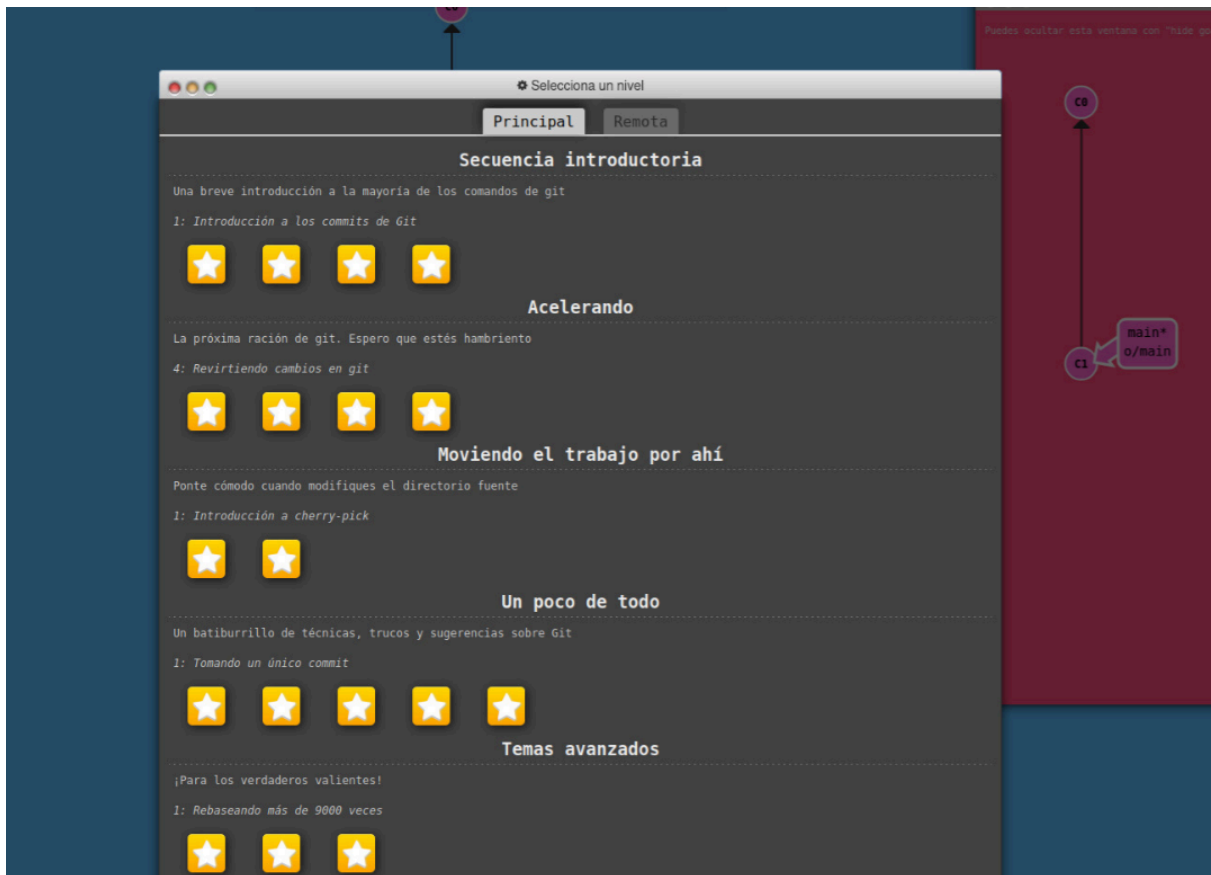 Puedes ocultar esta ventana con "hide go
Selecciona un nivel
Principal
Remota
C0
Secuencia introductoria
Una breve introducción a la mayoría de los comandos de git
1: Introducción a los commits de Git
Acelerando
La próxima ración de git. Espero que estés hambriento
4: Revirtiendo cambios en git
main*
o/main
C1
Moviendo el trabajo por ahí
Ponte cómodo cuando modifiques el directorio fuente
1: Introducción a cherry-pick
Un poco de todo
Un batiburrillo de técnicas, trucos y sugerencias sobre Git
1: Tomando un único commit
Temas avanzados
¡Para los verdaderos valientes!
1: Rebaseando más de 9000 veces